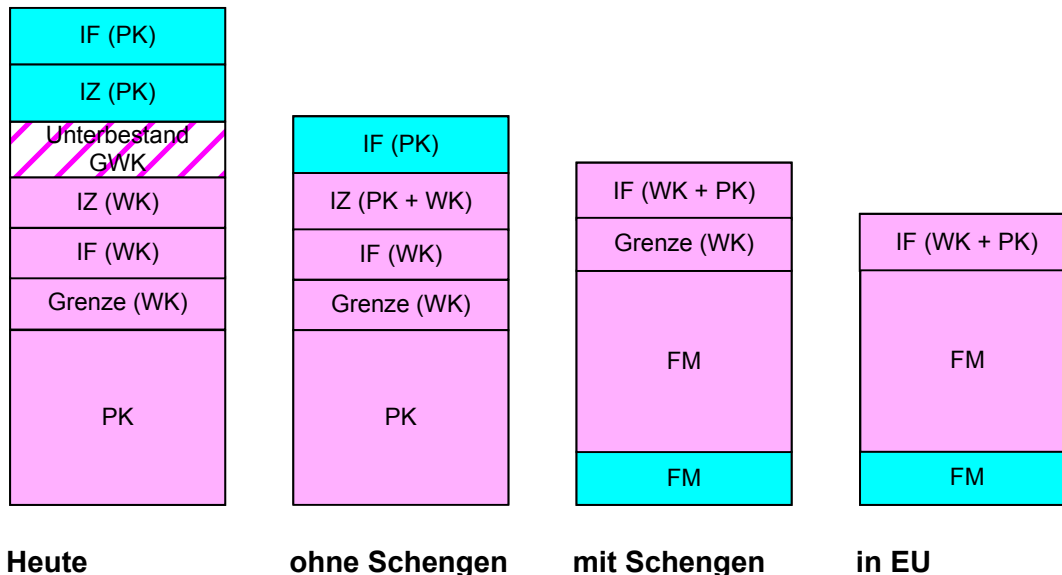 IF (PK)
IZ (PK)
Unterbestand
GWK
IZ (WK)
IF (WK)
Grenze (WK)
PK
Heute
IF (PK)
IZ (PK + WK)
IF (WK)
Grenze (WK)
PK
ohne Schengen
IF (WK + PK)
Grenze (WK)
FM
FM
mit Schengen
IF (WK + PK)
FM
FM
in EU